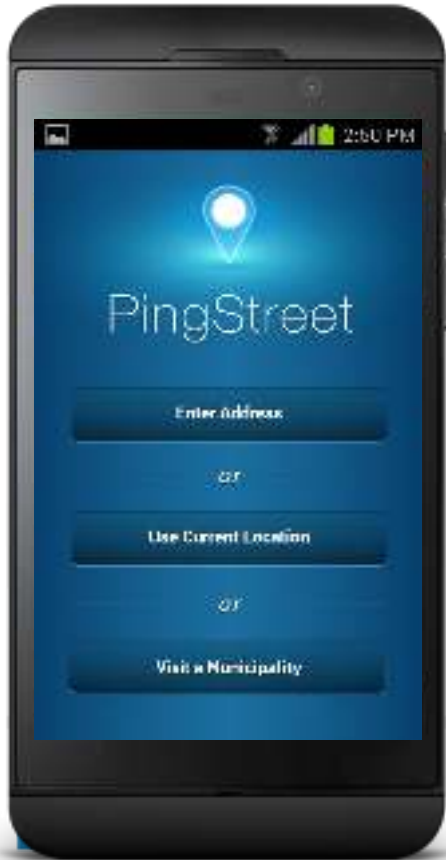 2:50 PM
PingStreet
Enter Address
or
Use Current Location
or
Visit a Municipality